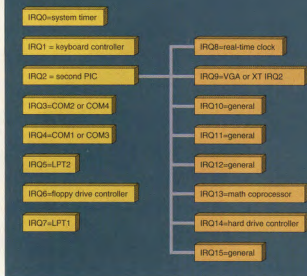 IRQ0=system timer
IRQ1 = keyboard controller
IRQ2 = second PIC
IRQ3=COM2 or COM4
IRQ4=COM1 or COM3
IRQ5=LPT2
IRQ6=floppy drive controller
IRQ7=LPT1
IRQ8=real-time clock
IRQ9=VGA or XT IRQ2
IRQ10=general
IRQ11=general
IRQ12=general
IRQ13=math coprocessor
IRQ14=hard drive controller
IRQ15=general